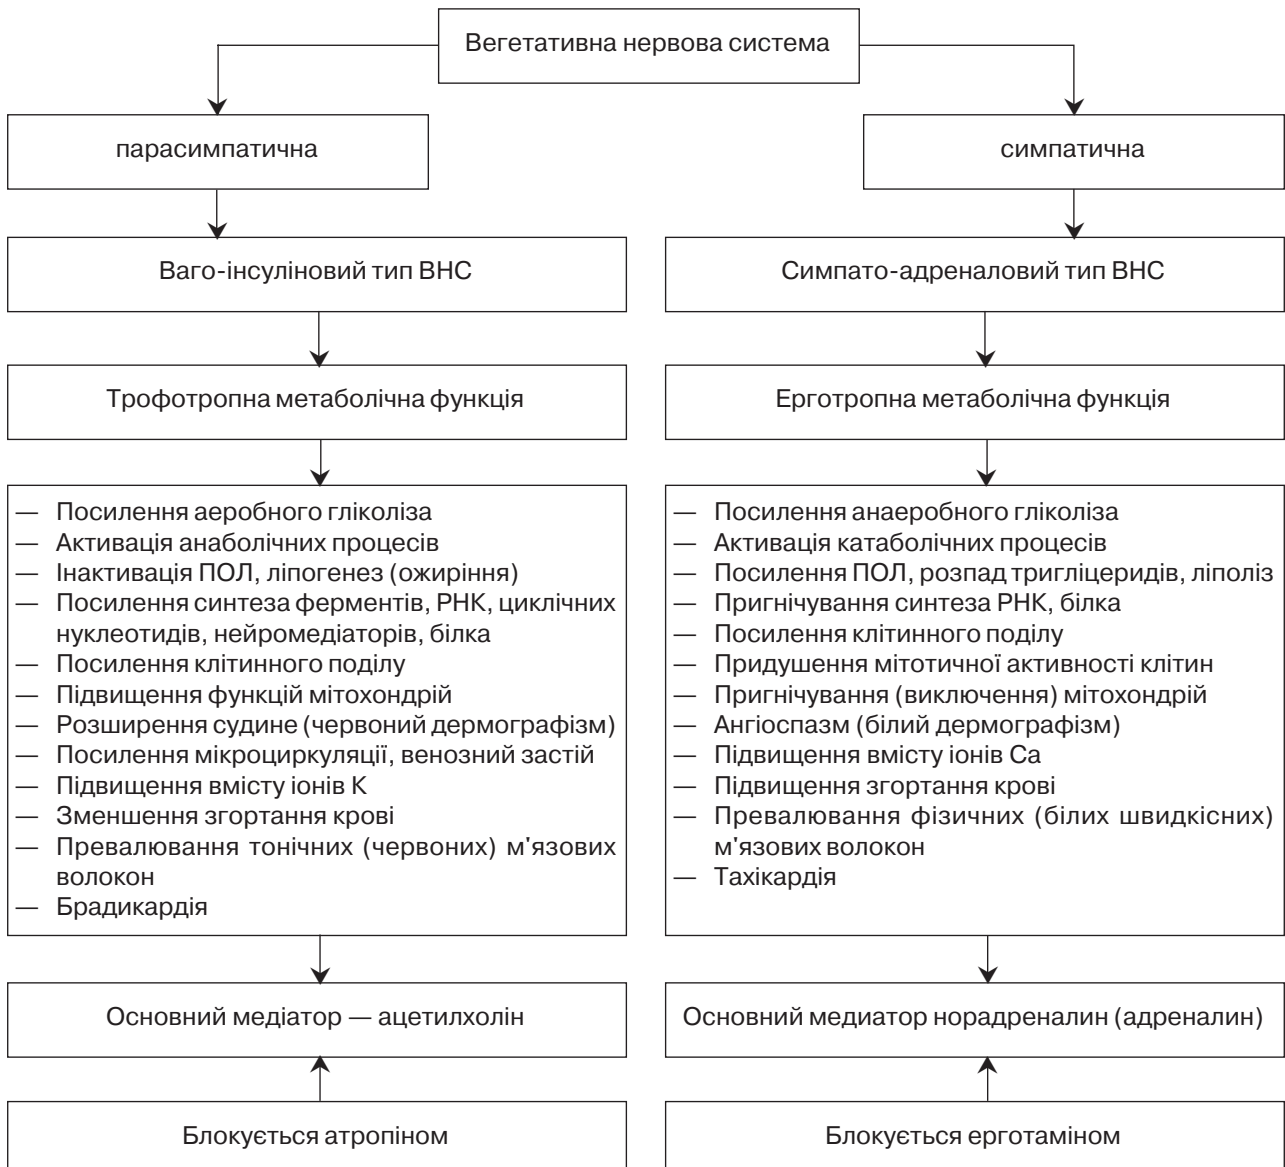 Вегетативна нервова система
парасимпатична
симпатична
Ваго-інсуліновий тип ВНС
Симпато-адреналовий тип ВНС
Трофотропна метаболічна функція
Ерготропна метаболічна функція
— Посилення аеробного гліколіза
— Активація анаболічних процесів
— Інактивація ПОЛ, ліпогенез (ожиріння)
— Посилення синтеза ферментів, РНК, циклічних
нуклеотидів, нейромедіаторів, білка
— Посилення клітинного поділу
— Підвищення функцій мітохондрій
— Розширення судине (червоний дермографізм)
— Посилення мікроциркуляції, венозний застій
— Підвищення вмісту іонів К
— Зменшення згортання крові
— Превалювання тонічних (червоних) м'язових
волокон
— Брадикардія
— Посилення анаеробного гліколіза
— Активація катаболічних процесів
— Посилення ПОЛ, розпад тригліцеридів, ліполіз
— Пригнічування синтеза РНК, білка
— Посилення клітинного поділу
— Придушення мітотичної активності клітин
— Пригнічування (виключення) мітохондрій
— Ангіоспазм (білий дермографізм)
— Підвищення вмісту іонів Са
— Підвищення згортання крові
— Превалювання фізичних (білих швидкісних)
м'язових волокон
— Тахікардія
Основний медіатор — ацетилхолін
Основний медиатор норадреналин (адреналин)
Блокується атропіном
Блокується ерготаміном